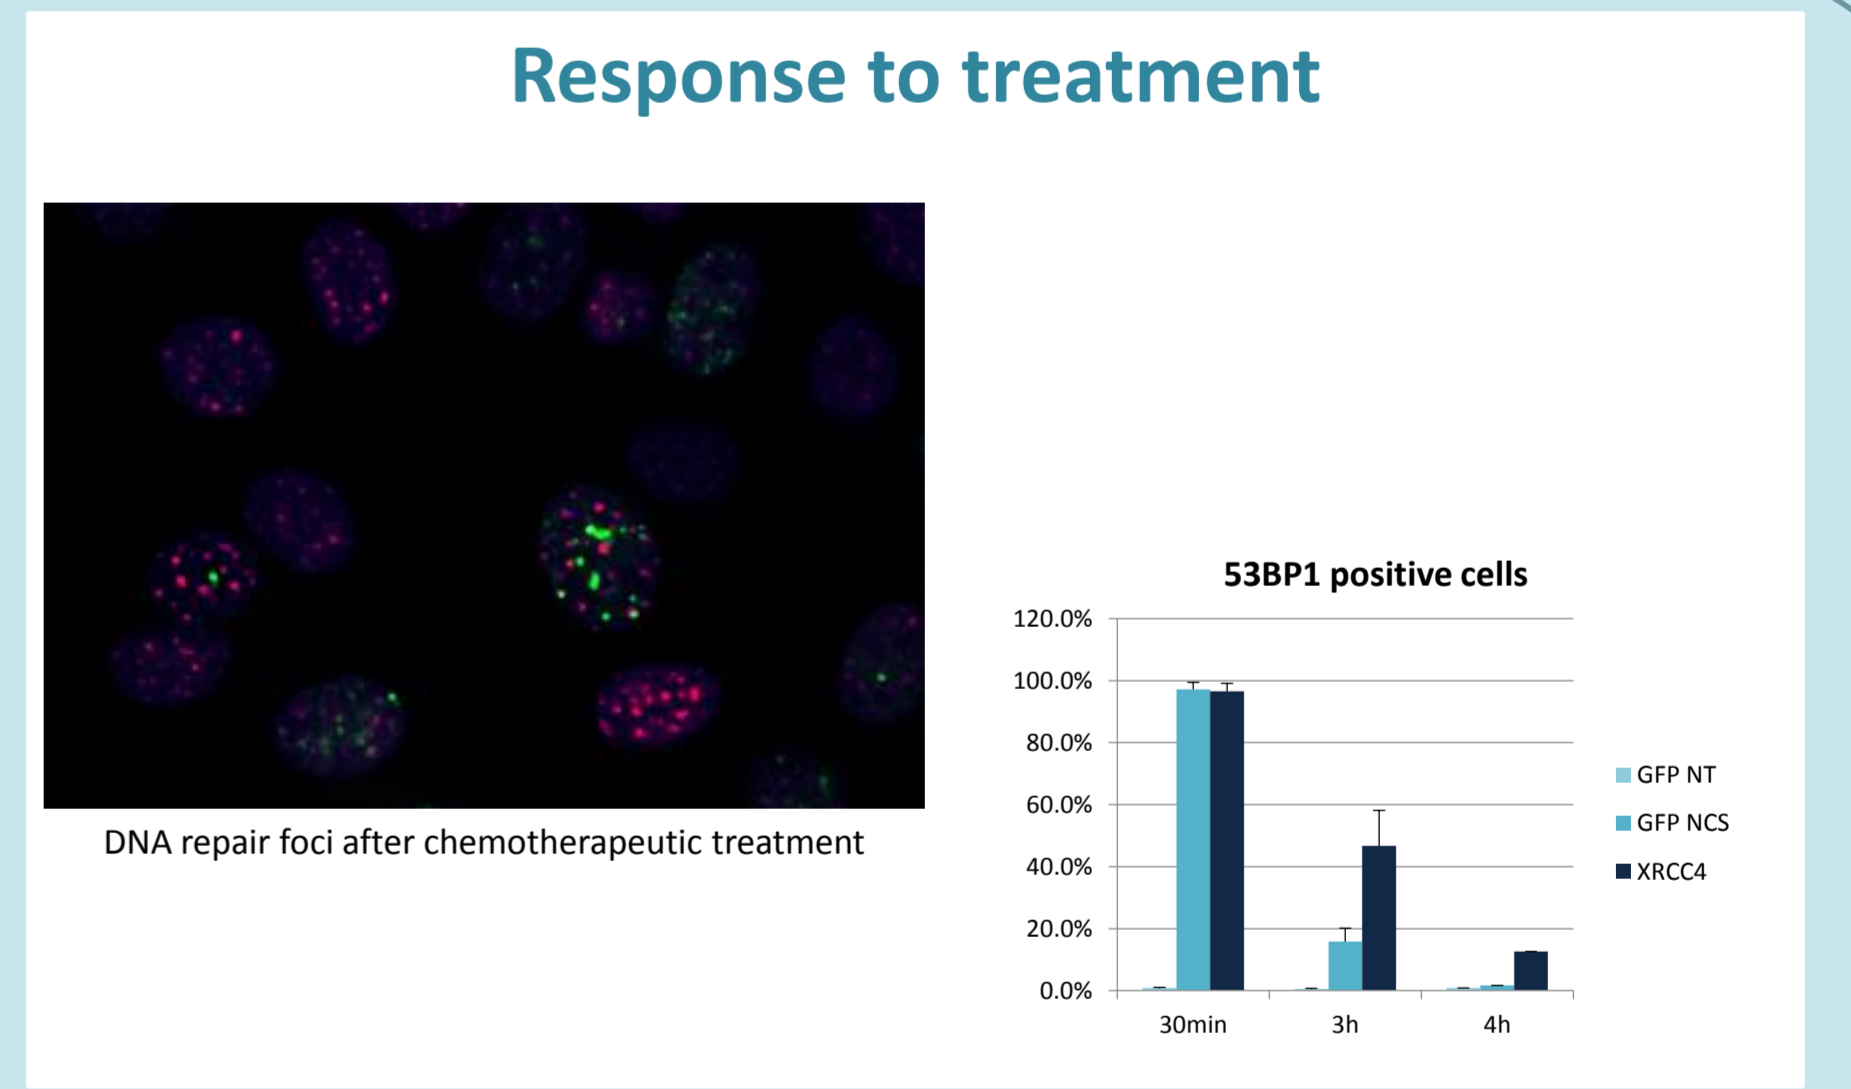 Response to treatment
DNA repair foci after chemotherapeutic treatment
53BP1 positive cells
120.0%
100.0%
80.0%
60.0%
40.0%
20.0%
0.0%
30min 3h 4h
GFP NT
GFP NCS
XRCC4